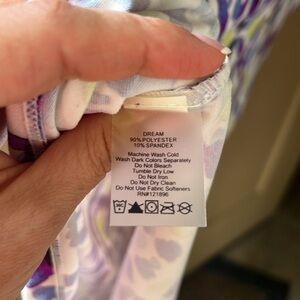 DREAM
90% POLYESTER
10% SPANDEX
Machine Wash Cold
Wash Dark Colors Separately
Do Not Bleach
Tumble Dry Low
Do Not Iron
Do Not Dry Clean
Do Not Use Fabric Softeners
RN#121896